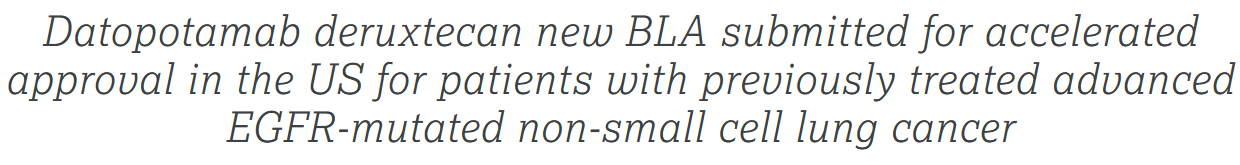 Datopotamab deruxtecan new BLA submitted for accelerated
approval in the US for patients with previously treated advanced
EGFR-mutated non-small cell lung cancer